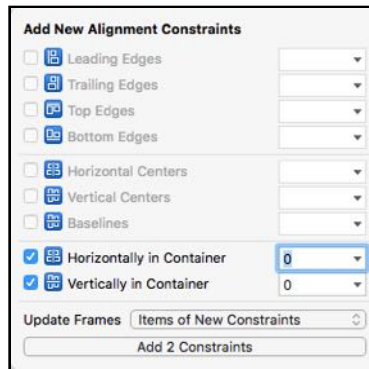 Add New Alignment Constraints
Leading Edges
Trailing Edges
Top Edges
Bottom Edges
Horizontal Centers
Vertical Centers
Baselines
Horizontally in Container 0
Vertically in Container 0
Update Frames Items of New Constraints
Add 2 Constraints